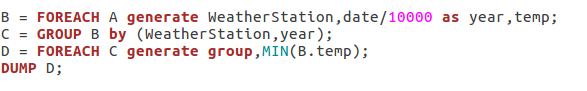 B = FOREACH A generate WeatherStation,date/10000 as year,temp;
C = GROUP B by (WeatherStation,year);
D = FOREACH C generate group,MIN(B.temp);
DUMP D;